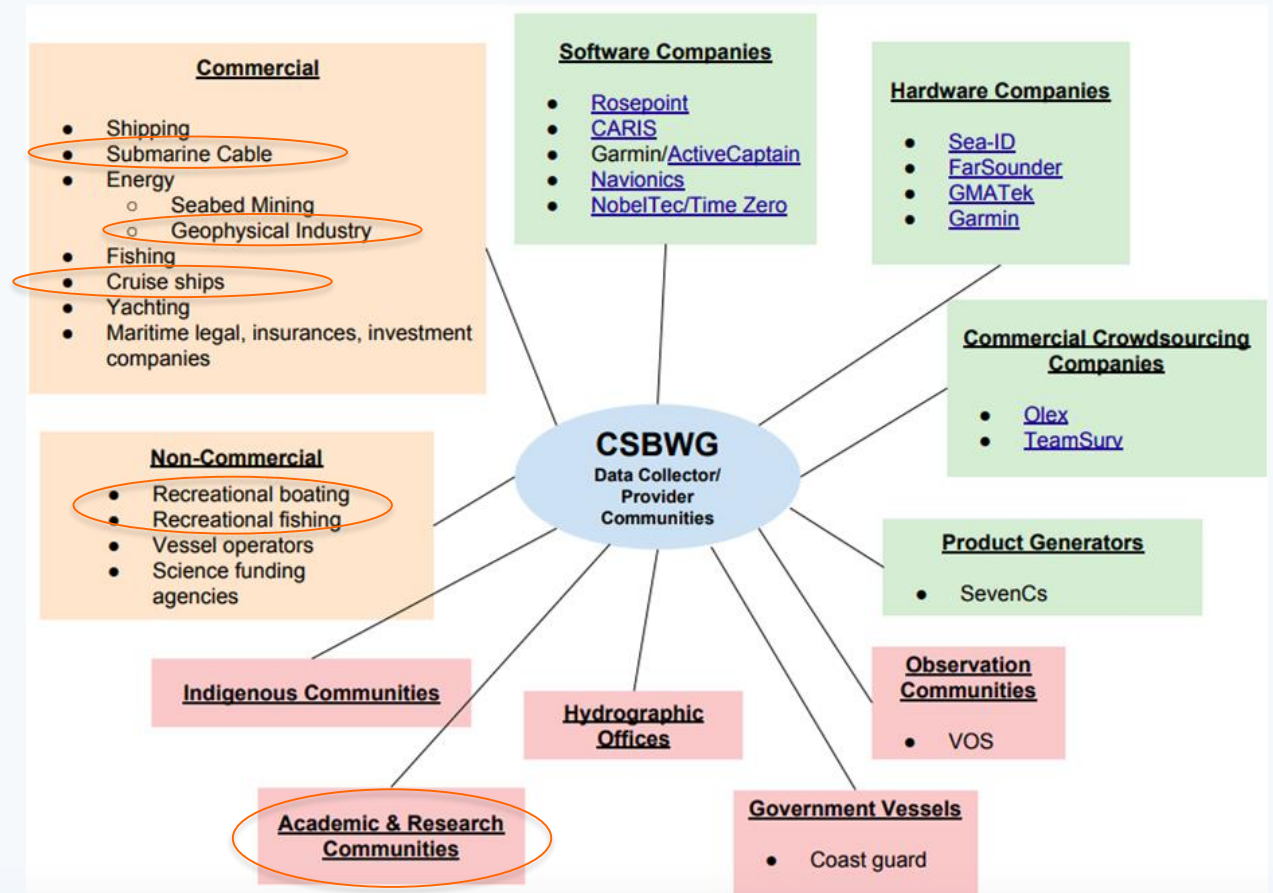 Commercial
Shipping
Submarine Cable
Energy
Seabed Mining
Geophysical Industry
Fishing
Cruise ships
Yachting
Maritime legal, insurances, investment
companies
Software Companies
Rosepoint
CARIS
Garmin/ActiveCaptain
Navionics
NobelTec/Time Zero
Hardware Companies
Sea-ID
FarSounder
GMATek
Garmin
Commercial Crowdsourcing
Companies
Olex
TeamSurv
Non-Commercial
Recreational boating
Recreational fishing
Vessel operators
Science funding
agencies
CSBWG
Data Collector/
Provider
Communities
Product Generators
SevenCs
Indigenous Communities
Hydrographic
Offices
Observation
Communities
VOS
Academic & Research
Communities
Government Vessels
Coast guard